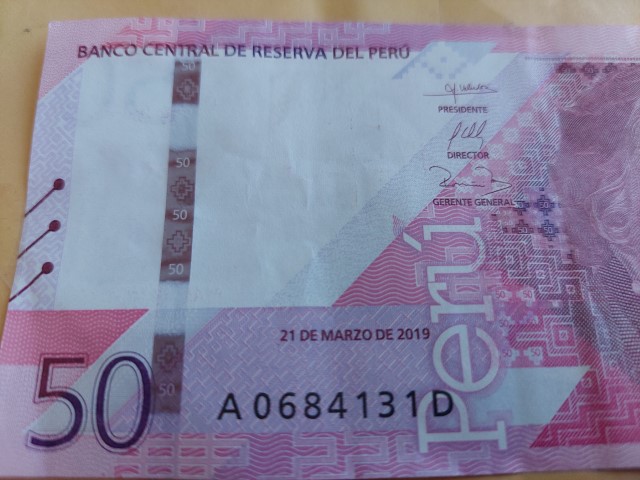 BANCO CENTRAL DE RESERVA DEL PERÚ
50
PRESIDENTE
DIRECTOR
50
GERENTE GENERAL
50
50
Perú
21 DE MARZO DE 2019
A0684131D
50
50